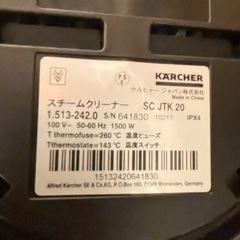 KÄRCHER
ケルヒャー ジャパン株式会社
Made in China
スチームクリーナー SC JTK 20
1.513-242.0 S/N 641830 10211 IPX4
100 V~ 50-60 Hz 1500 W
T thermofuse=260 °C 温度ヒューズ
Tthermostate=143 °C 温度スイッチ
Alfred Kärcher SE & Co.KG, P.O.Box 160, 71349 Winnenden, Germany
15132420641830